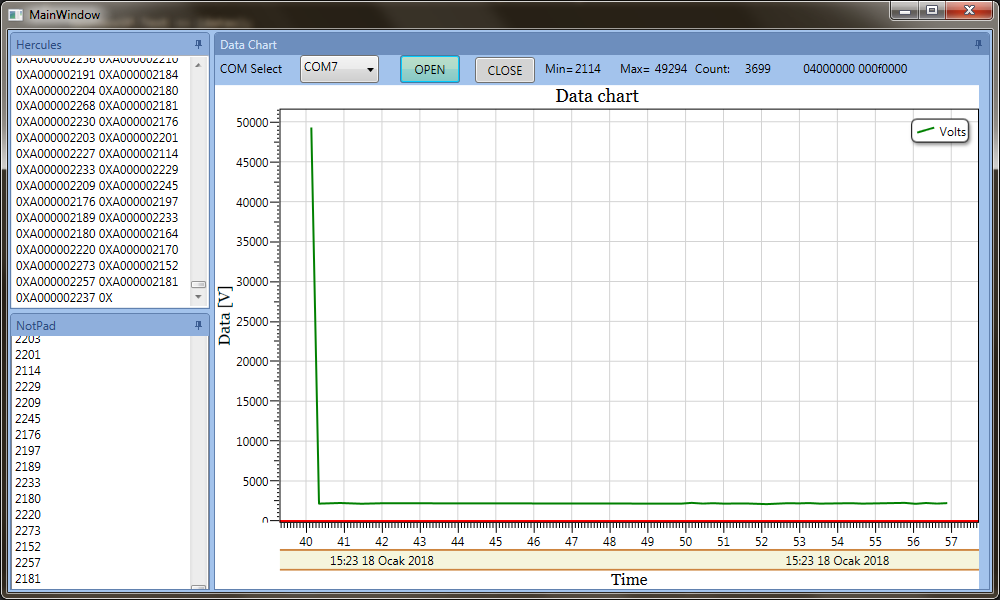 MainWindow
Hercules
0XA000002256 0XA000002210
0XA000002191 0XA000002184
0XA000002204 0XA000002180
0XA000002268 0XA000002181
0XA000002230 0XA000002176
0XA000002203 0XA000002201
0XA000002227 0XA000002114
0XA000002233 0XA000002229
0XA000002209 0XA000002245
0XA000002176 0XA000002197
0XA000002189 0XA000002233
0XA000002180 0XA000002164
0XA000002220 0XA000002170
0XA000002273 0XA000002152
0XA000002257 0XA000002181
0XA000002237 0X
NotPad
2203
2201
2114
2229
2209
2245
2176
2197
2189
2233
2180
2220
2273
2152
2257
2181
Data Chart
COM Select COM7 OPEN CLOSE Min= 2114 Max= 49294 Count: 3699 04000000 000f0000
Data chart
Volts
50000
45000
40000
35000
30000
25000
20000
15000
10000
5000
0
Data [V]
40 41 42 43 44 45 46 47 48 49 50 51 52 53 54 55 56 57
15:23 18 Ocak 2018 15:23 18 Ocak 2018
Time